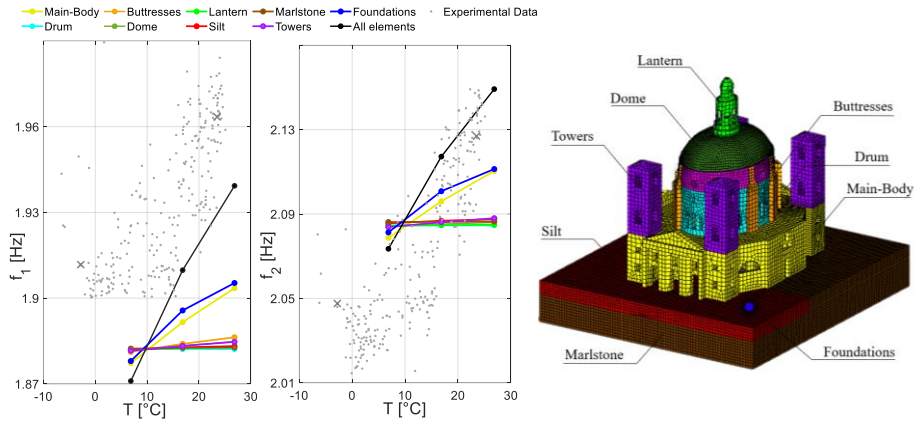 Main-Body Buttresses Lantern Marlstone Foundations Experimental Data
Drum Dome Silt Towers All elements
1.96
1.93
1.9
1.87
f1 [Hz]
-10 0 10 20 30
T [°C]
2.13
2.09
2.05
2.01
f2 [Hz]
-10 0 10 20 30
T [°C]
Lantern
Dome
Buttresses
Towers
Drum
Main-Body
Silt
Marlstone
Foundations